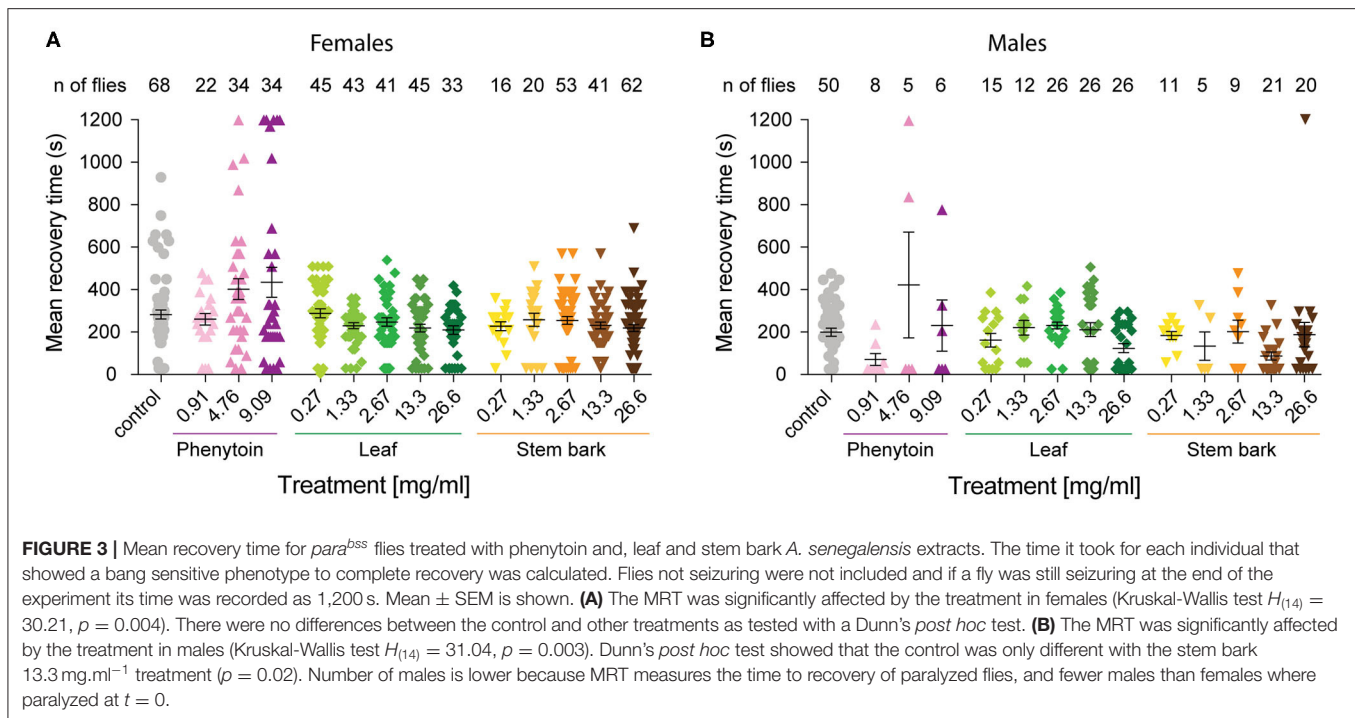 A
Females
n of flies 68 22 34 34 45 43 41 45 33 16 20 53 41 62
Mean recovery time (s)
1200
1000
800
600
400
200
0
control 0.91 4.76 9.09 0.27 1.33 2.67 13.3 26.6 0.27 1.33 2.67 13.3 26.6
Phenytoin Leaf Stem bark
Treatment [mg/ml]
B
Males
n of flies 50 8 5 6 15 12 26 26 26 11 5 9 21 20
Mean recovery time (s)
1200
1000
800
600
400
200
0
control 0.91 4.76 9.09 0.27 1.33 2.67 13.3 26.6 0.27 1.33 2.67 13.3 26.6
Phenytoin Leaf Stem bark
Treatment [mg/ml]
FIGURE 3 | Mean recovery time for para^bss flies treated with phenytoin and, leaf and stem bark A. senegalensis extracts. The time it took for each individual that
showed a bang sensitive phenotype to complete recovery was calculated. Flies not seizuring were not included and if a fly was still seizuring at the end of the
experiment its time was recorded as 1,200 s. Mean ± SEM is shown. (A) The MRT was significantly affected by the treatment in females (Kruskal-Wallis test H(14) =
30.21, p = 0.004). There were no differences between the control and other treatments as tested with a Dunn's post hoc test. (B) The MRT was significantly affected
by the treatment in males (Kruskal-Wallis test H(14) = 31.04, p = 0.003). Dunn's post hoc test showed that the control was only different with the stem bark
13.3 mg.ml⁻¹ treatment (p = 0.02). Number of males is lower because MRT measures the time to recovery of paralyzed flies, and fewer males than females where
paralyzed at t = 0.